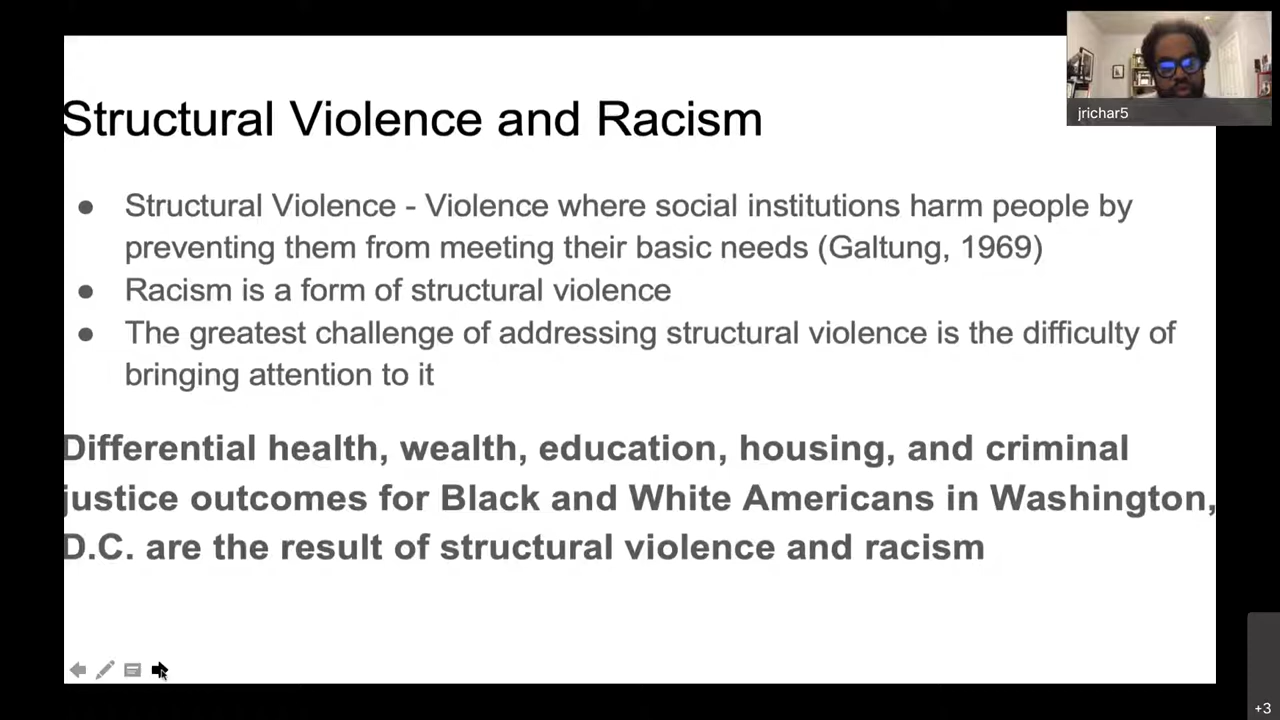 Structural Violence and Racism
jrichar5
● Structural Violence - Violence where social institutions harm people by
preventing them from meeting their basic needs (Galtung, 1969)
● Racism is a form of structural violence
● The greatest challenge of addressing structural violence is the difficulty of
bringing attention to it
Differential health, wealth, education, housing, and criminal
justice outcomes for Black and White Americans in Washington,
D.C. are the result of structural violence and racism
+3